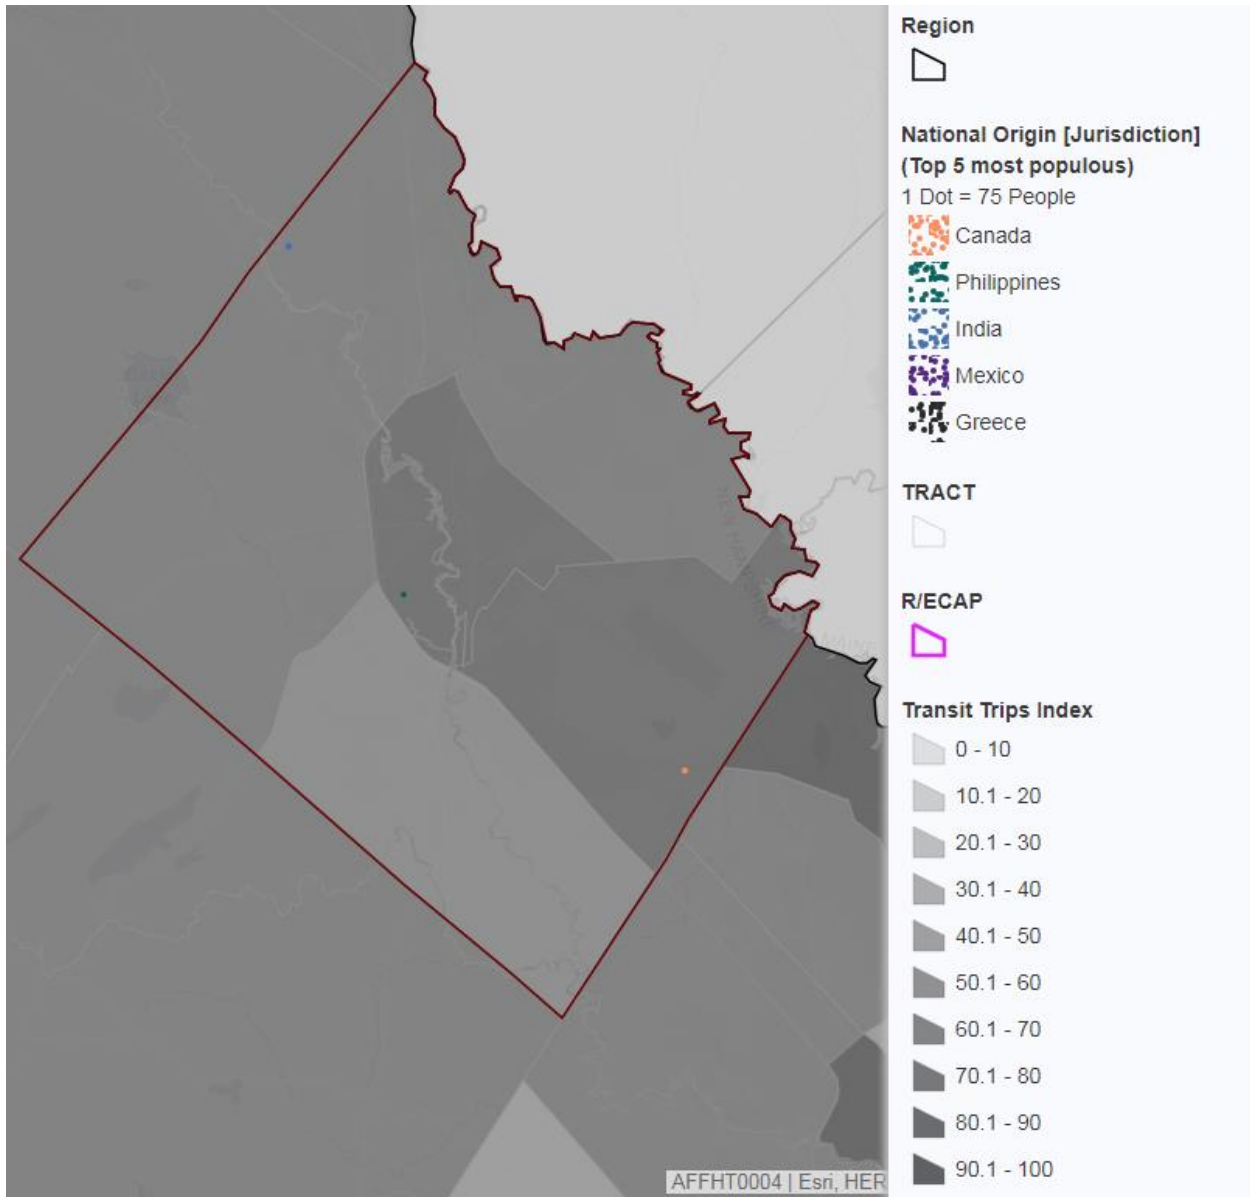 Region
National Origin [Jurisdiction]
(Top 5 most populous)
1 Dot = 75 People
Canada
Philippines
India
Mexico
Greece
TRACT
R/ECAP
Transit Trips Index
0 - 10
10.1 - 20
20.1 - 30
30.1 - 40
40.1 - 50
50.1 - 60
60.1 - 70
70.1 - 80
80.1 - 90
90.1 - 100
MAINE
AFFHT0004 | Esri, HER